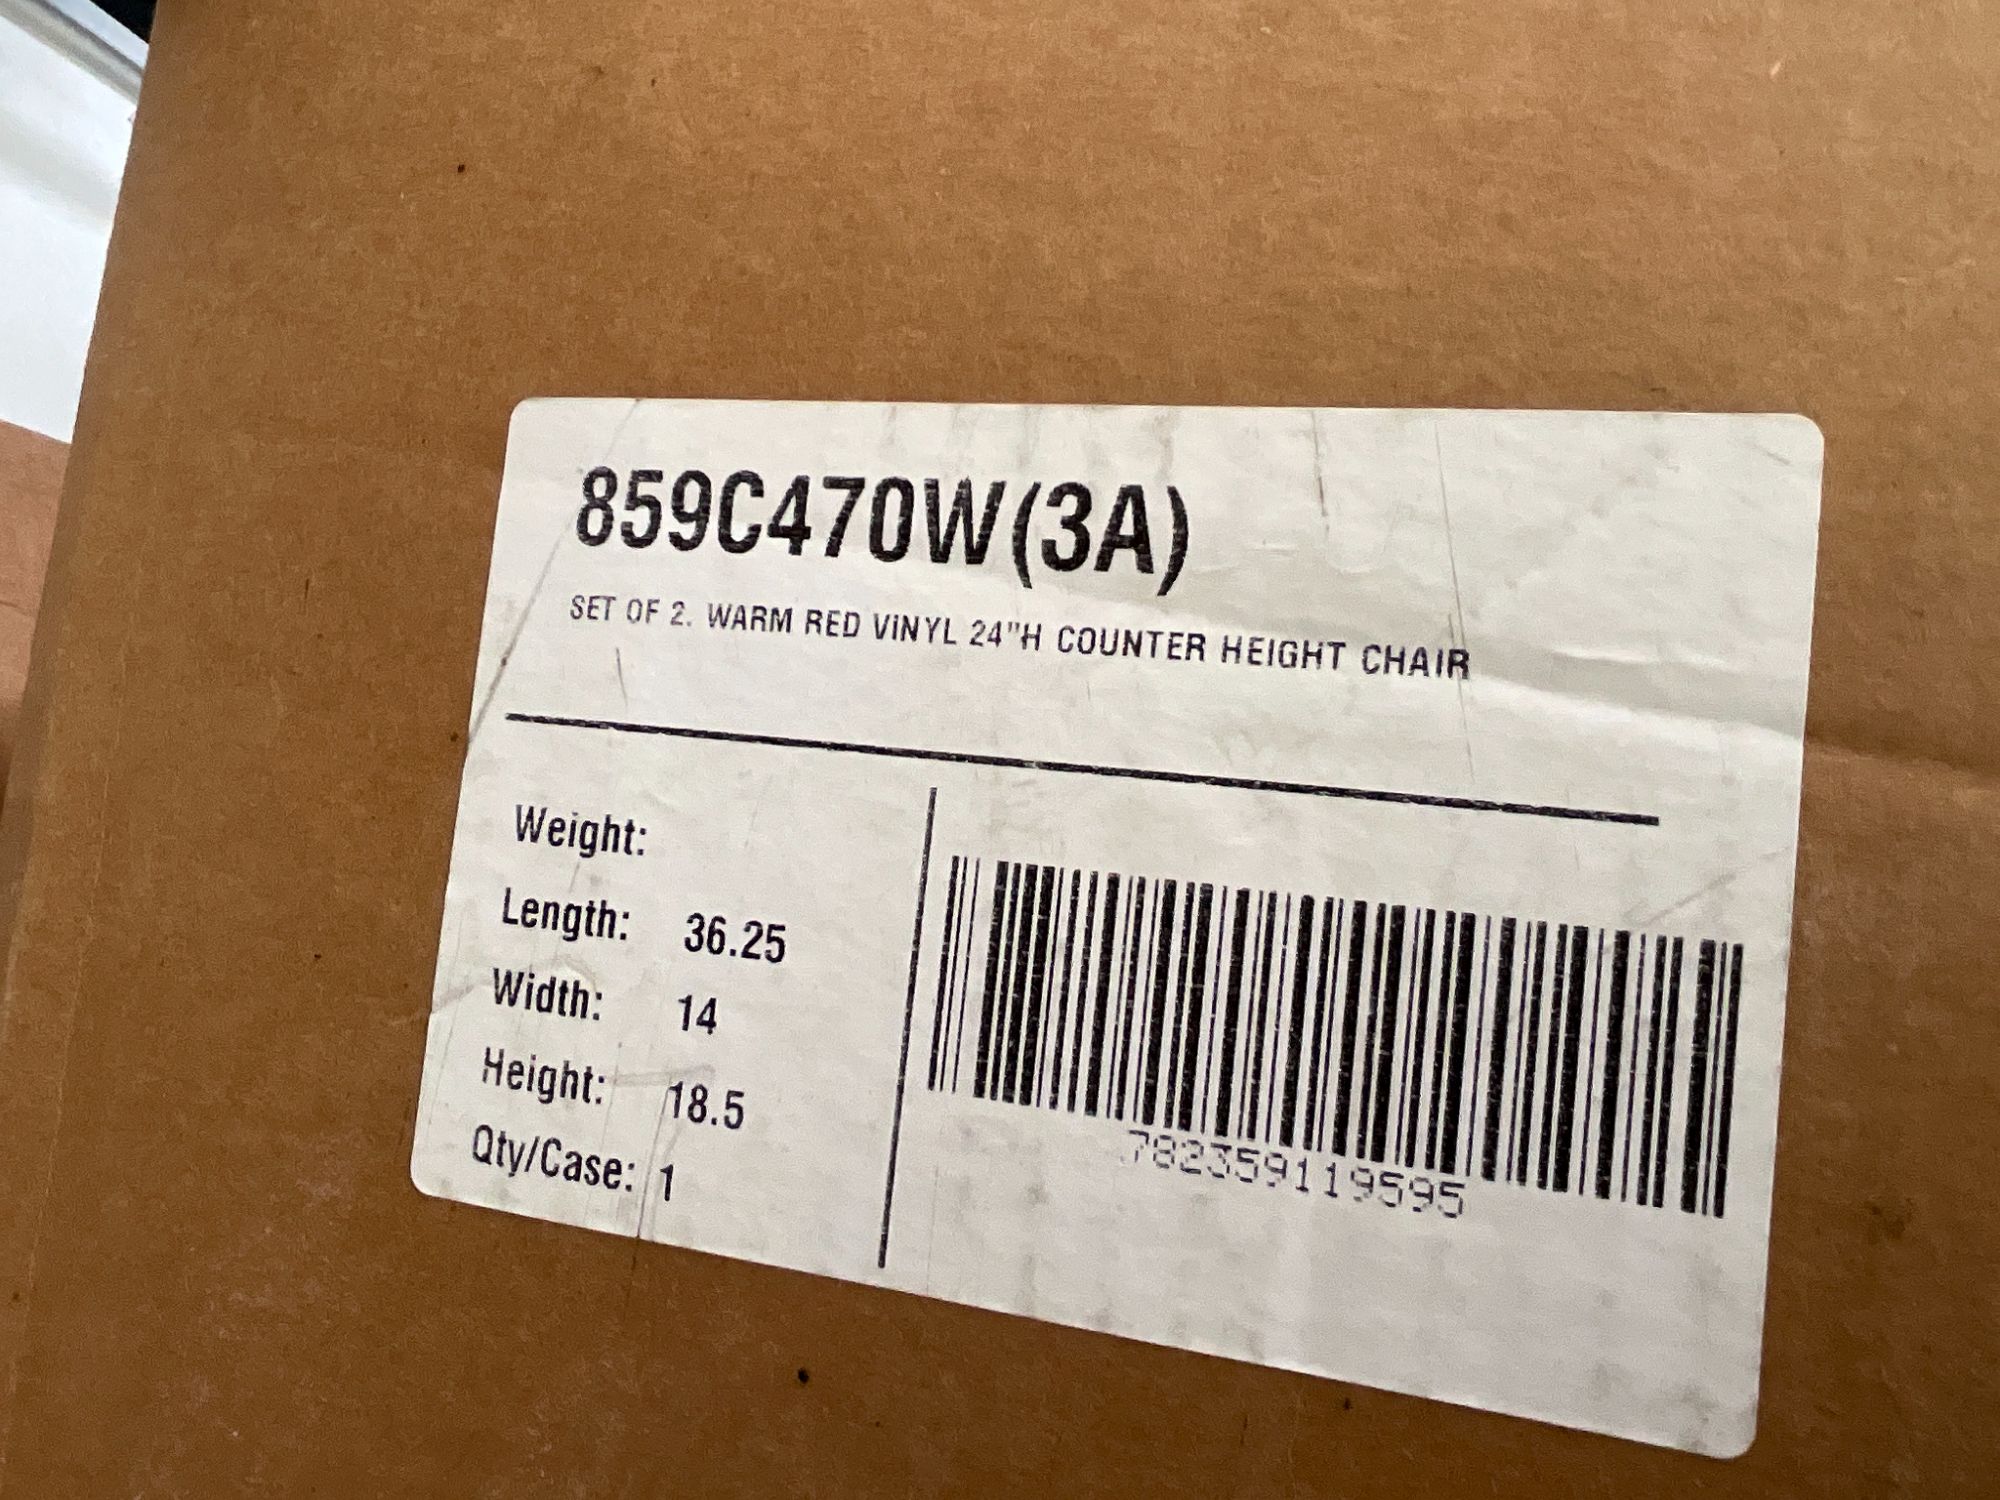 859C470W(3A)
SET OF 2. WARM RED VINYL 24"H COUNTER HEIGHT CHAIR
Weight:
Length: 36.25
Width: 14
Height: 18.5
Qty/Case: 1
782359119595